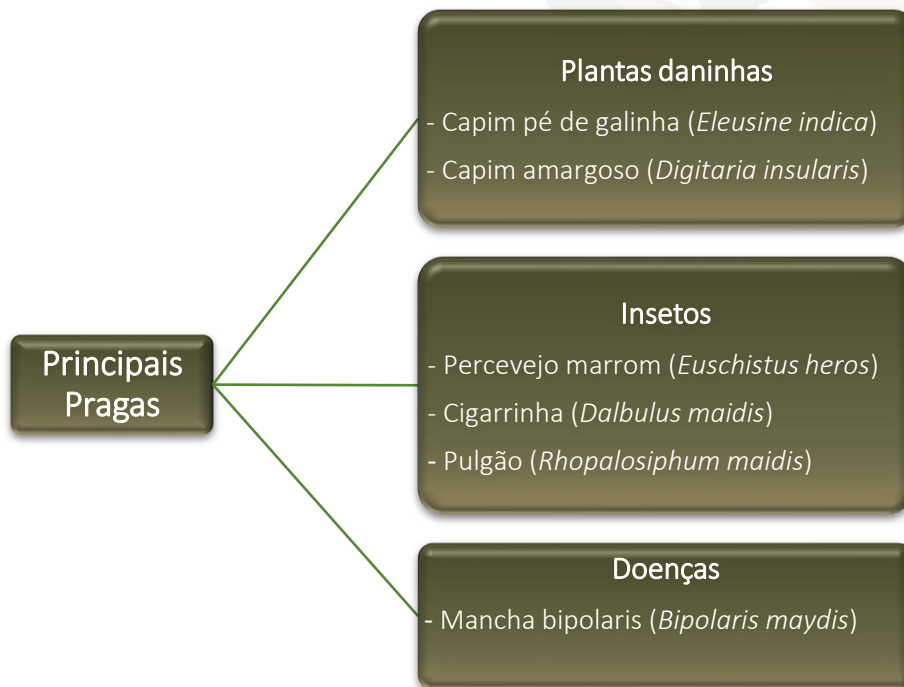 Principais
Pragas
Plantas daninhas
- Capim pé de galinha (Eleusine indica)
- Capim amargoso (Digitaria insularis)
Insetos
- Percevejo marrom (Euschistus heros)
- Cigarrinha (Dalbulus maidis)
- Pulgão (Rhopalosiphum maidis)
Doenças
- Mancha bipolaris (Bipolaris maydis)